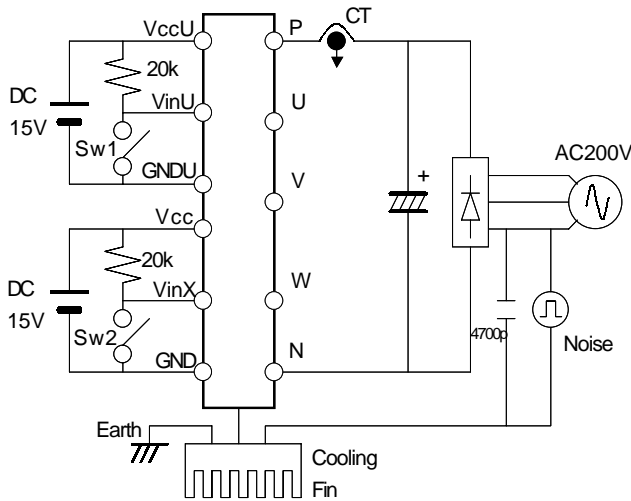 VccU
P
CT
20k
DC
15V
VinU
U
Sw1
GNDU
V
+
AC200V
Vcc
20k
DC
15V
VinX
W
Sw2
4700p
Noise
GND
N
Earth
Cooling
Fin